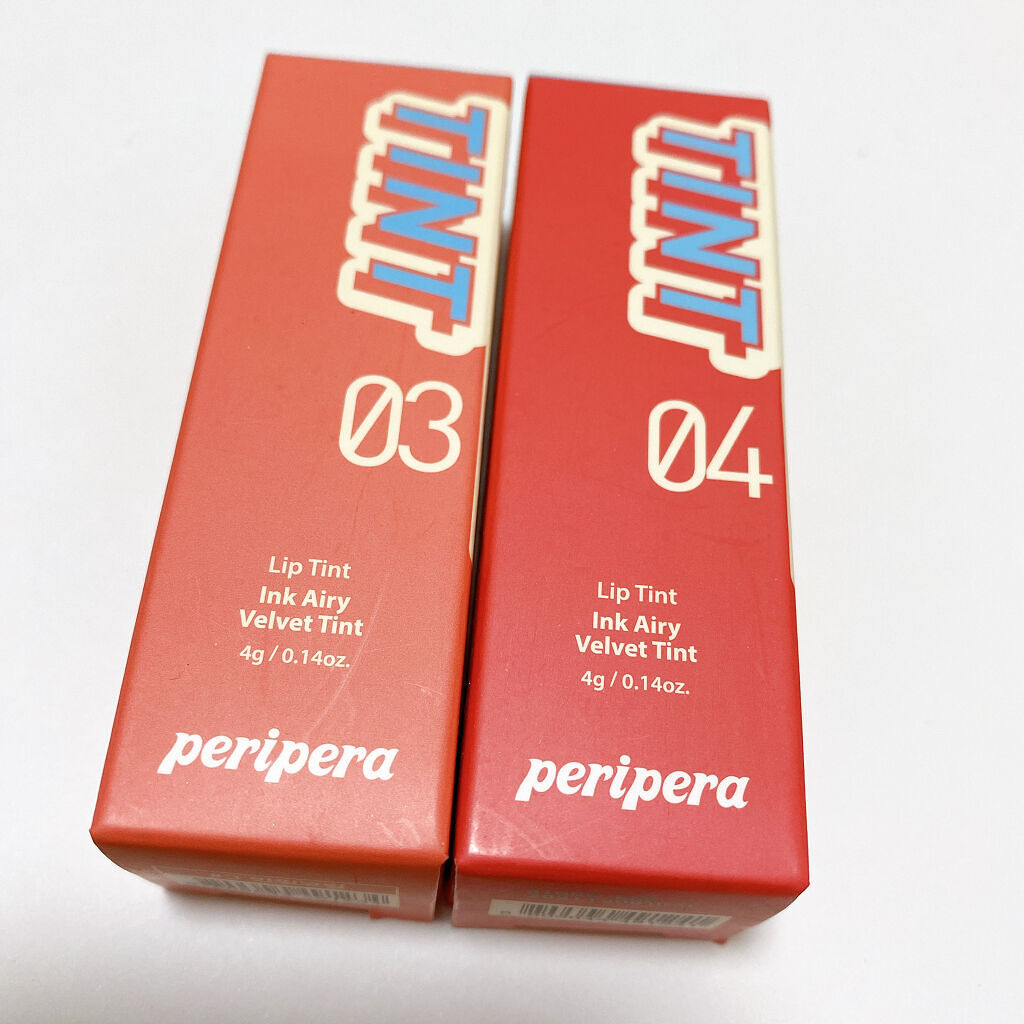 TINT
03
Lip Tint
Ink Airy
Velvet Tint
4g / 0.14oz.
peripera
TINT
04
Lip Tint
Ink Airy
Velvet Tint
4g / 0.14oz.
peripera